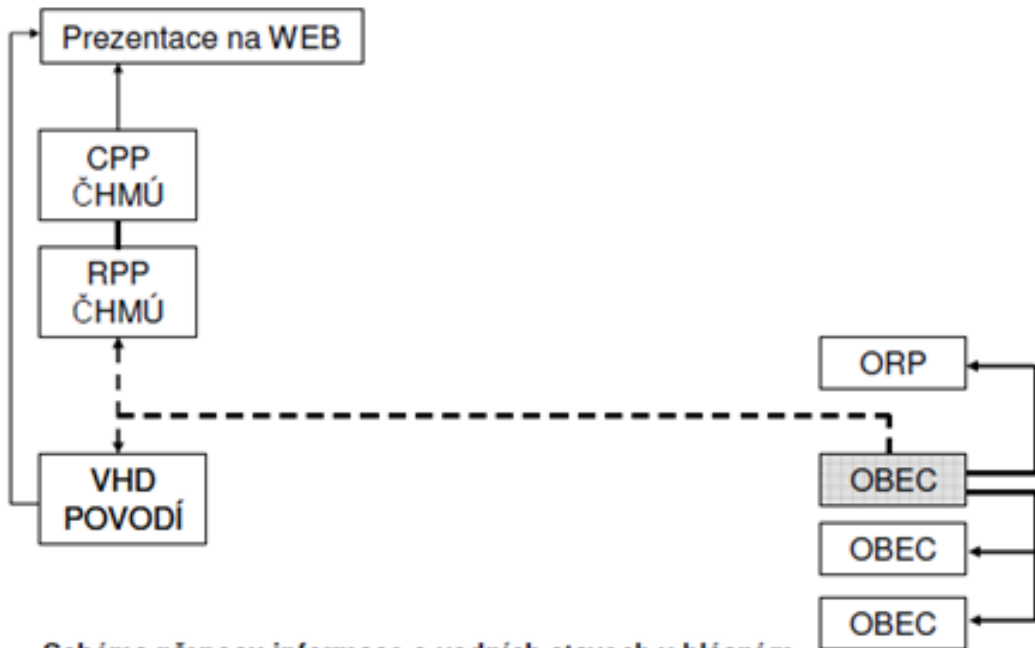 Prezentace na WEB
CPP
ČHMÚ
RPP
ČHMÚ
ORP
VHD
POVODÍ
OBEC
OBEC
OBEC